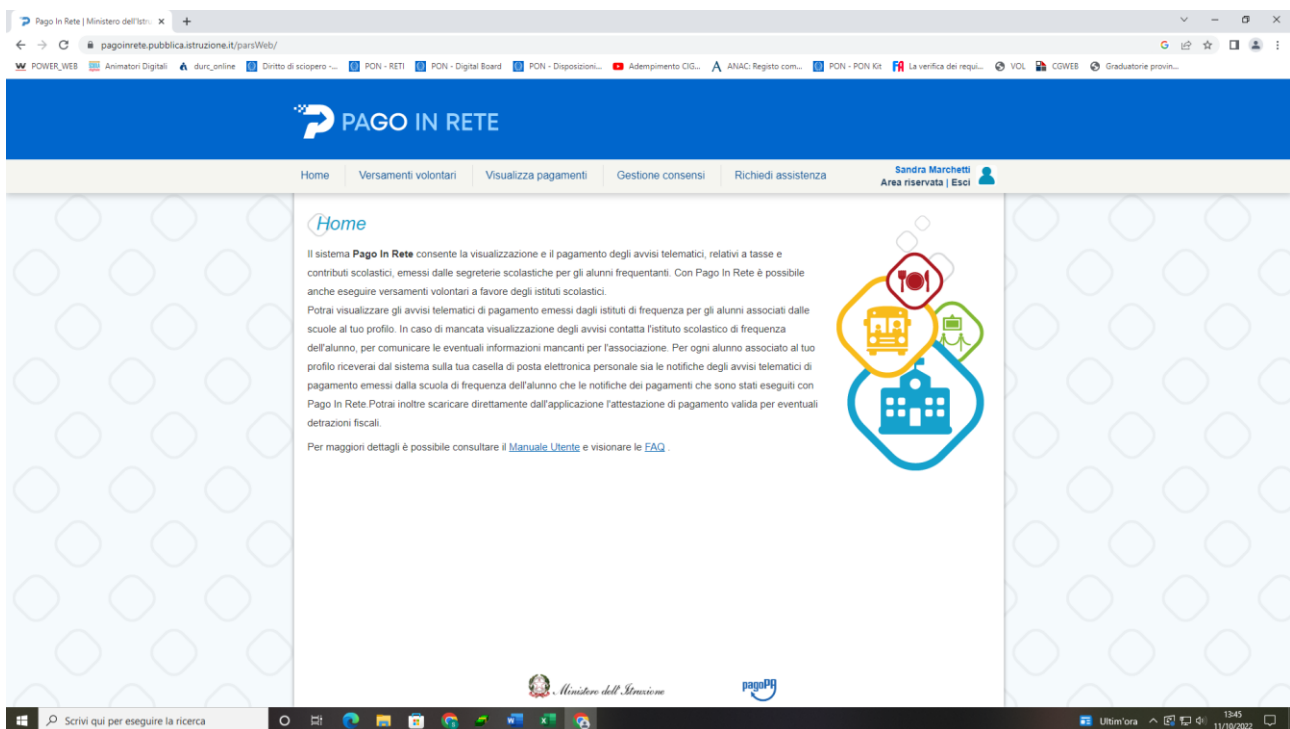 Pago In Rete | Ministero dell'Istru
pagoinrete.pubblica.istruzione.it/parsWeb/
POWER_WEB Animatori Digitali durc_online Diritto di sciopero -... PON - RETI PON - Digital Board PON - Disposizioni... Adempimento CIG... ANAC: Registo com... PON - PON Kit La verifica dei requi... VOL CGWEB Graduatorie provin...
PAGO IN RETE
Home Versamenti volontari Visualizza pagamenti Gestione consensi Richiedi assistenza
Sandra Marchetti
Area riservata | Esci
Home
Il sistema Pago In Rete consente la visualizzazione e il pagamento degli avvisi telematici, relativi a tasse e
contributi scolastici, emessi dalle segreterie scolastiche per gli alunni frequentanti. Con Pago In Rete è possibile
anche eseguire versamenti volontari a favore degli istituti scolastici.
Potrai visualizzare gli avvisi telematici di pagamento emessi dagli istituti di frequenza per gli alunni associati dalle
scuole al tuo profilo. In caso di mancata visualizzazione degli avvisi contatta l'istituto scolastico di frequenza
dell'alunno, per comunicare le eventuali informazioni mancanti per l'associazione. Per ogni alunno associato al tuo
profilo riceverai dal sistema sulla tua casella di posta elettronica personale sia le notifiche degli avvisi telematici di
pagamento emessi dalla scuola di frequenza dell'alunno che le notifiche dei pagamenti che sono stati eseguiti con
Pago In Rete.Potrai inoltre scaricare direttamente dall'applicazione l'attestazione di pagamento valida per eventuali
detrazioni fiscali.
Per maggiori dettagli è possibile consultare il Manuale Utente e visionare le FAQ .
Ministero dell'Istruzione
pagoPA
Scrivi qui per eseguire la ricerca
Ultim'ora
13:45
11/10/2022